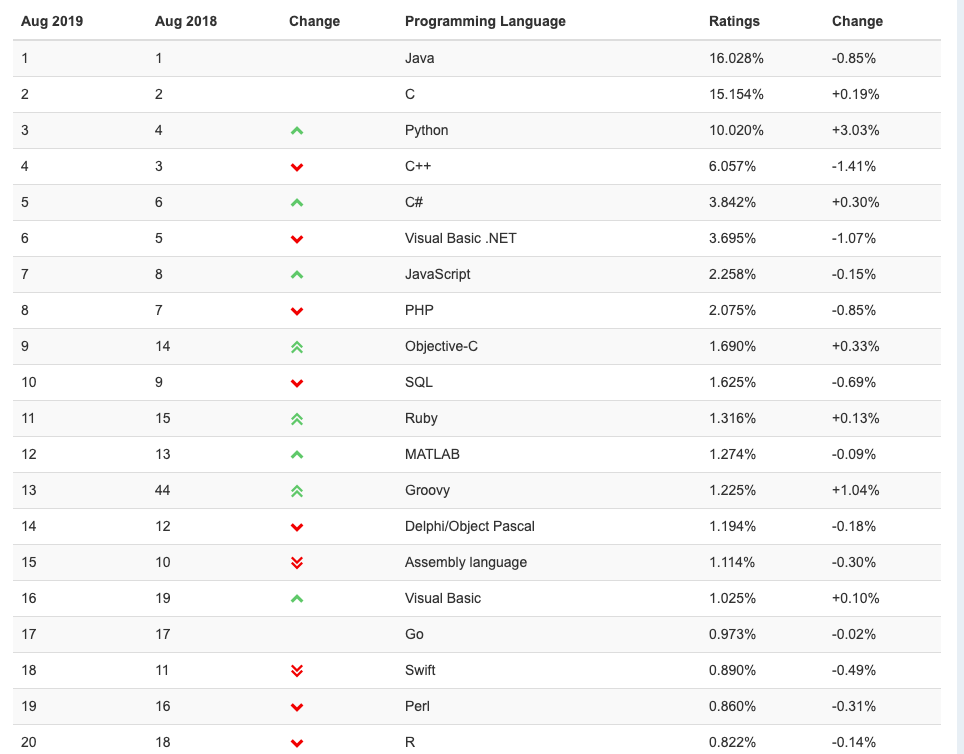 Aug 2019 Aug 2018 Change Programming Language Ratings Change
1 1 Java 16.028% -0.85%
2 2 C 15.154% +0.19%
3 4 Python 10.020% +3.03%
4 3 C++ 6.057% -1.41%
5 6 C# 3.842% +0.30%
6 5 Visual Basic .NET 3.695% -1.07%
7 8 JavaScript 2.258% -0.15%
8 7 PHP 2.075% -0.85%
9 14 Objective-C 1.690% +0.33%
10 9 SQL 1.625% -0.69%
11 15 Ruby 1.316% +0.13%
12 13 MATLAB 1.274% -0.09%
13 44 Groovy 1.225% +1.04%
14 12 Delphi/Object Pascal 1.194% -0.18%
15 10 Assembly language 1.114% -0.30%
16 19 Visual Basic 1.025% +0.10%
17 17 Go 0.973% -0.02%
18 11 Swift 0.890% -0.49%
19 16 Perl 0.860% -0.31%
20 18 R 0.822% -0.14%